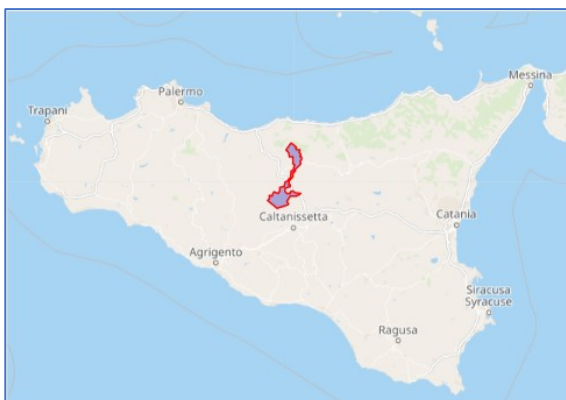 Messina
Palermo
Trapani
Caltanissetta
Catania
Agrigento
Siracusa
Syracuse
Ragusa